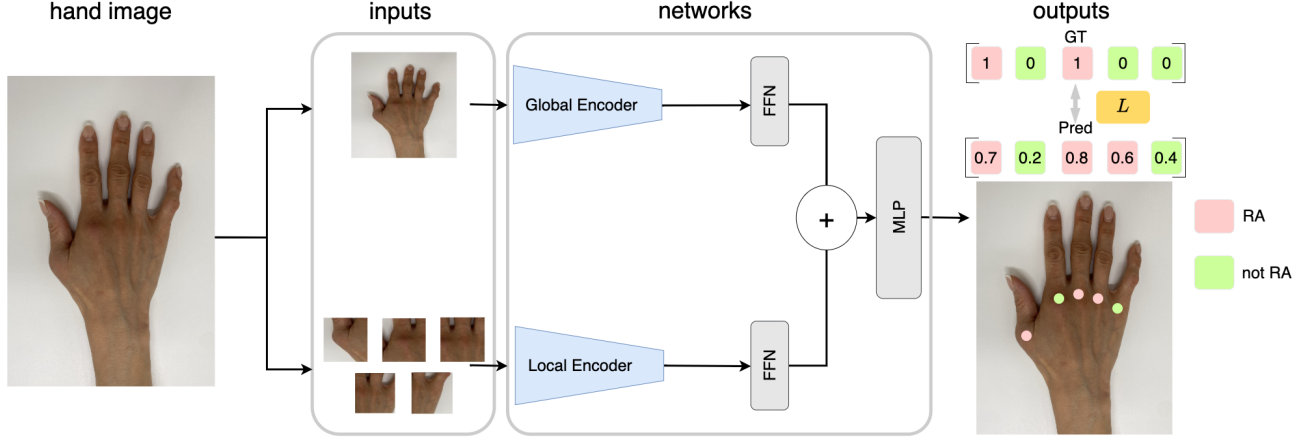 hand image
inputs
networks
outputs
GT
1 0 1 0 0
L
Pred
0.7 0.2 0.8 0.6 0.4
Global Encoder
FFN
+
MLP
Local Encoder
FFN
RA
not RA